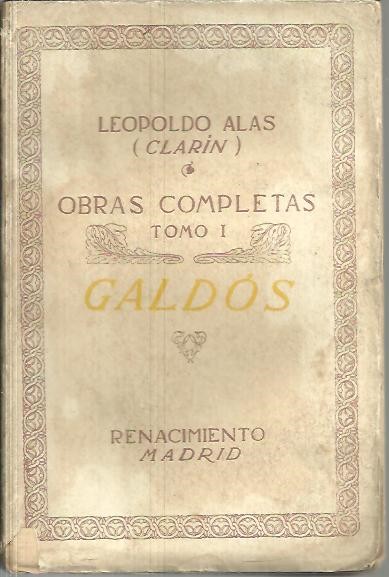 LEOPOLDO ALAS
(CLARÍN)
OBRAS COMPLETAS
TOMO I
GALDÓS
RENACIMIENTO
MADRID